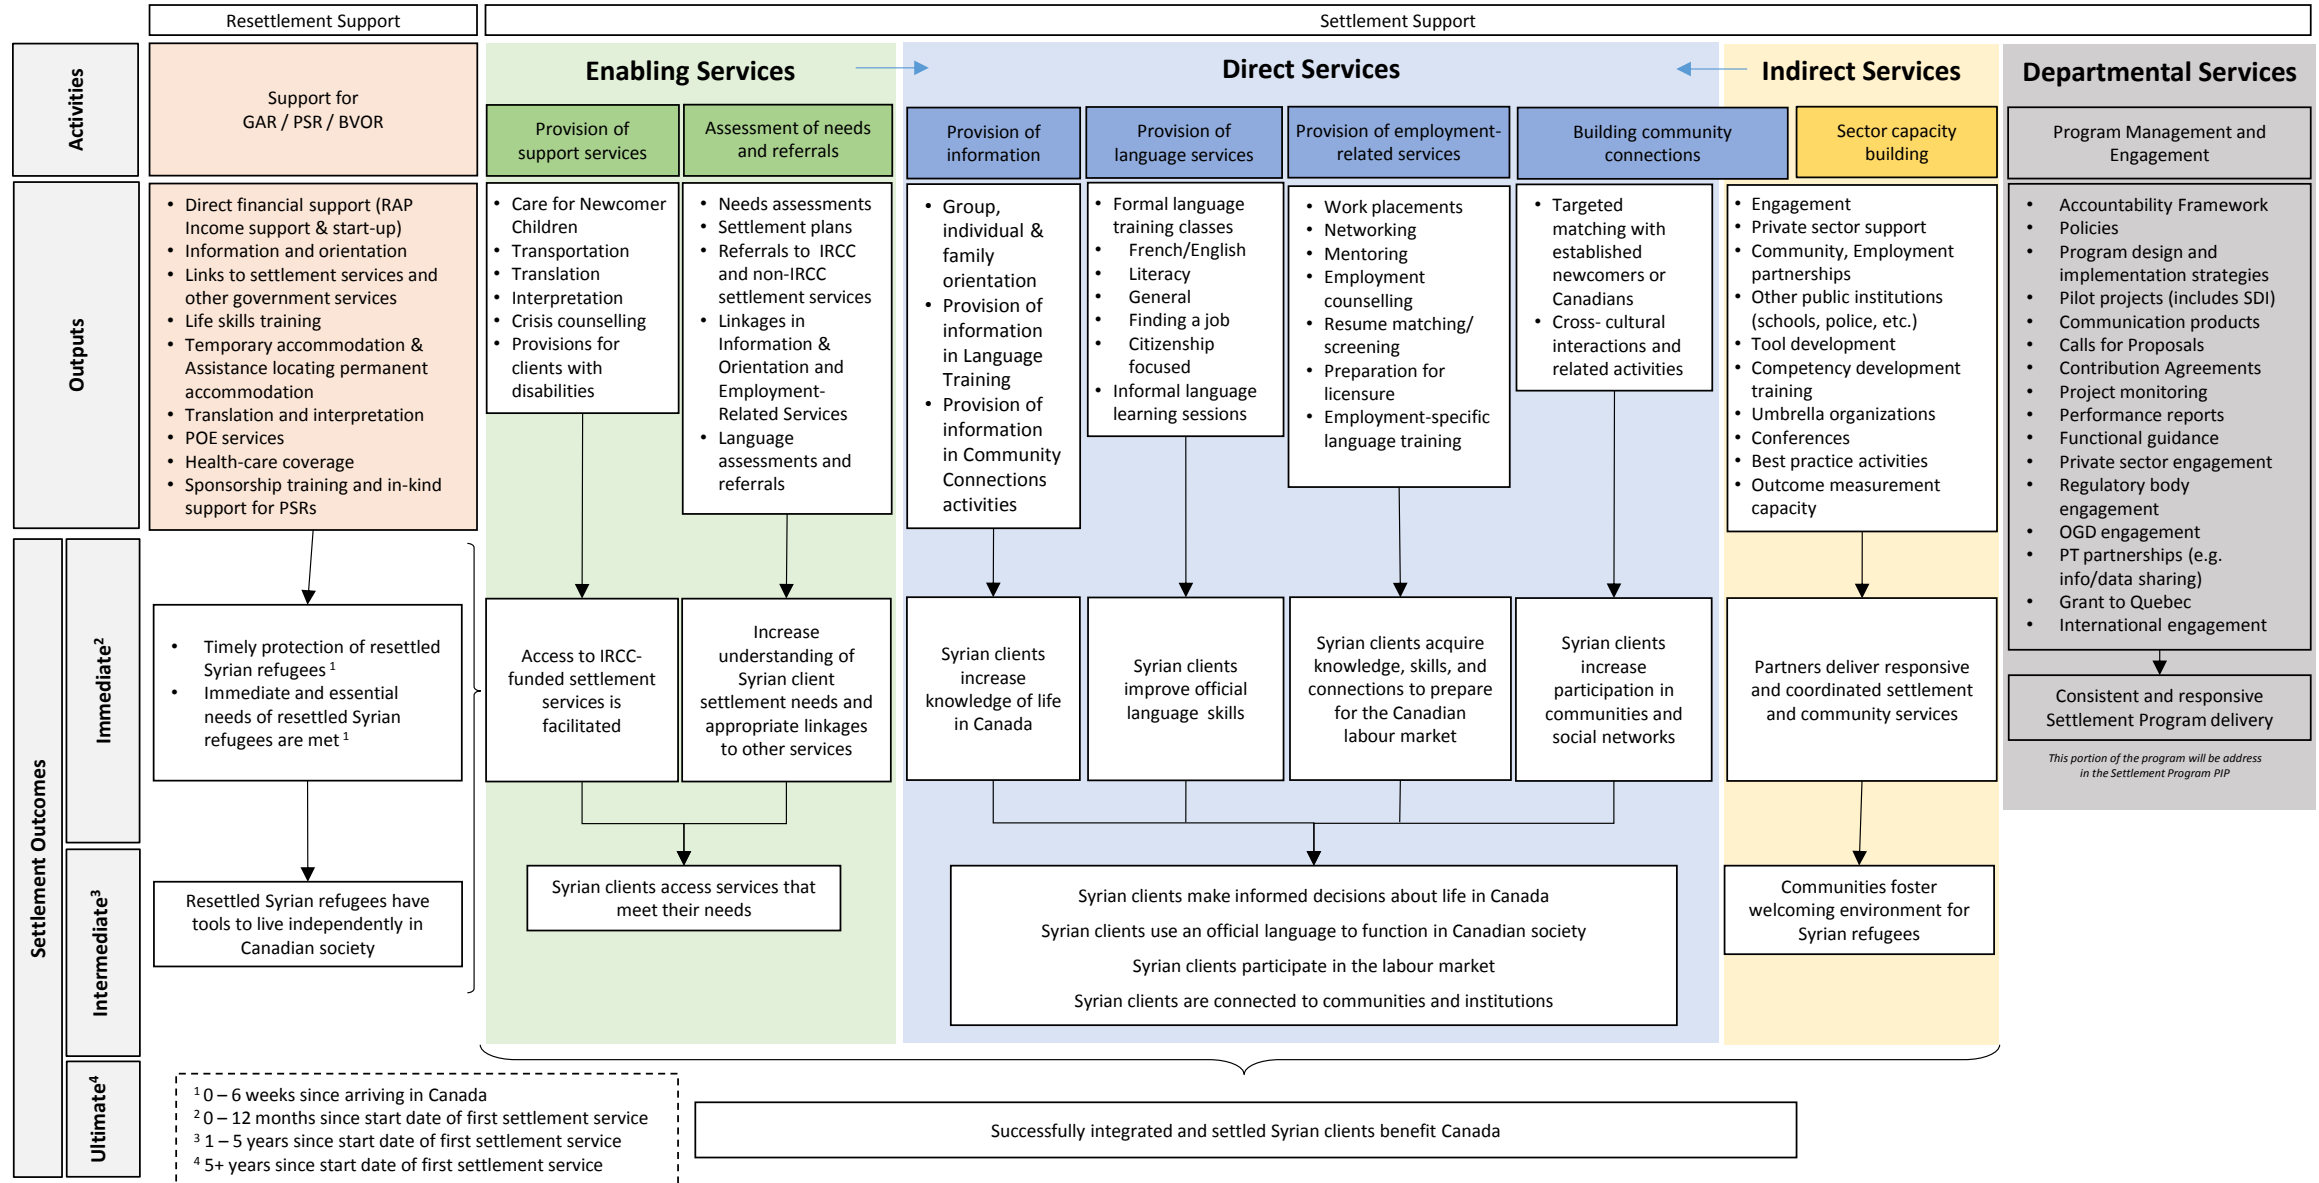 Resettlement Support
Settlement Support
Activities
Support for
GAR / PSR / BVOR
Enabling Services
Direct Services
Indirect Services
Departmental Services
Provision of
support services
Assessment of needs
and referrals
Provision of
information
Provision of
language services
Provision of employment-
related services
Building community
connections
Sector capacity
building
Program Management and
Engagement
Outputs
• Direct financial support (RAP
Income support & start-up)
• Information and orientation
• Links to settlement services and
other government services
• Life skills training
• Temporary accommodation &
Assistance locating permanent
accommodation
• Translation and interpretation
• POE services
• Health-care coverage
• Sponsorship training and in-kind
support for PSRs
• Care for Newcomer
Children
• Transportation
• Translation
• Interpretation
• Crisis counselling
• Provisions for
clients with
disabilities
• Needs assessments
• Settlement plans
• Referrals to IRCC
and non-IRCC
settlement services
• Linkages in
Information &
Orientation and
Employment-
Related Services
• Language
assessments and
referrals
• Group,
individual &
family
orientation
• Provision of
information
in Language
Training
• Provision of
information
in Community
Connections
activities
• Formal language
training classes
• French/English
• Literacy
• General
• Finding a job
• Citizenship
focused
• Informal language
learning sessions
• Work placements
• Networking
• Mentoring
• Employment
counselling
• Resume matching/
screening
• Preparation for
licensure
• Employment-specific
language training
• Targeted
matching with
established
newcomers or
Canadians
• Cross- cultural
interactions and
related activities
• Engagement
• Private sector support
• Community, Employment
partnerships
• Other public institutions
(schools, police, etc.)
• Tool development
• Competency development
training
• Umbrella organizations
• Conferences
• Best practice activities
• Outcome measurement
capacity
• Accountability Framework
• Policies
• Program design and
implementation strategies
• Pilot projects (includes SDI)
• Communication products
• Calls for Proposals
• Contribution Agreements
• Project monitoring
• Performance reports
• Functional guidance
• Private sector engagement
• Regulatory body
engagement
• OGD engagement
• PT partnerships (e.g.
info/data sharing)
• Grant to Quebec
• International engagement
Settlement Outcomes
Immediate²
• Timely protection of resettled
Syrian refugees ¹
• Immediate and essential
needs of resettled Syrian
refugees are met ¹
Access to IRCC-
funded settlement
services is
facilitated
Increase
understanding of
Syrian client
settlement needs and
appropriate linkages
to other services
Syrian clients
increase
knowledge of life
in Canada
Syrian clients
improve official
language skills
Syrian clients acquire
knowledge, skills, and
connections to prepare
for the Canadian
labour market
Syrian clients
increase
participation in
communities and
social networks
Partners deliver responsive
and coordinated settlement
and community services
Consistent and responsive
Settlement Program delivery
This portion of the program will be address
in the Settlement Program PIP
Intermediate³
Resettled Syrian refugees have
tools to live independently in
Canadian society
Syrian clients access services that
meet their needs
Syrian clients make informed decisions about life in Canada
Syrian clients use an official language to function in Canadian society
Syrian clients participate in the labour market
Syrian clients are connected to communities and institutions
Communities foster
welcoming environment for
Syrian refugees
Ultimate⁴
¹ 0 – 6 weeks since arriving in Canada
² 0 – 12 months since start date of first settlement service
³ 1 – 5 years since start date of first settlement service
⁴ 5+ years since start date of first settlement service
Successfully integrated and settled Syrian clients benefit Canada